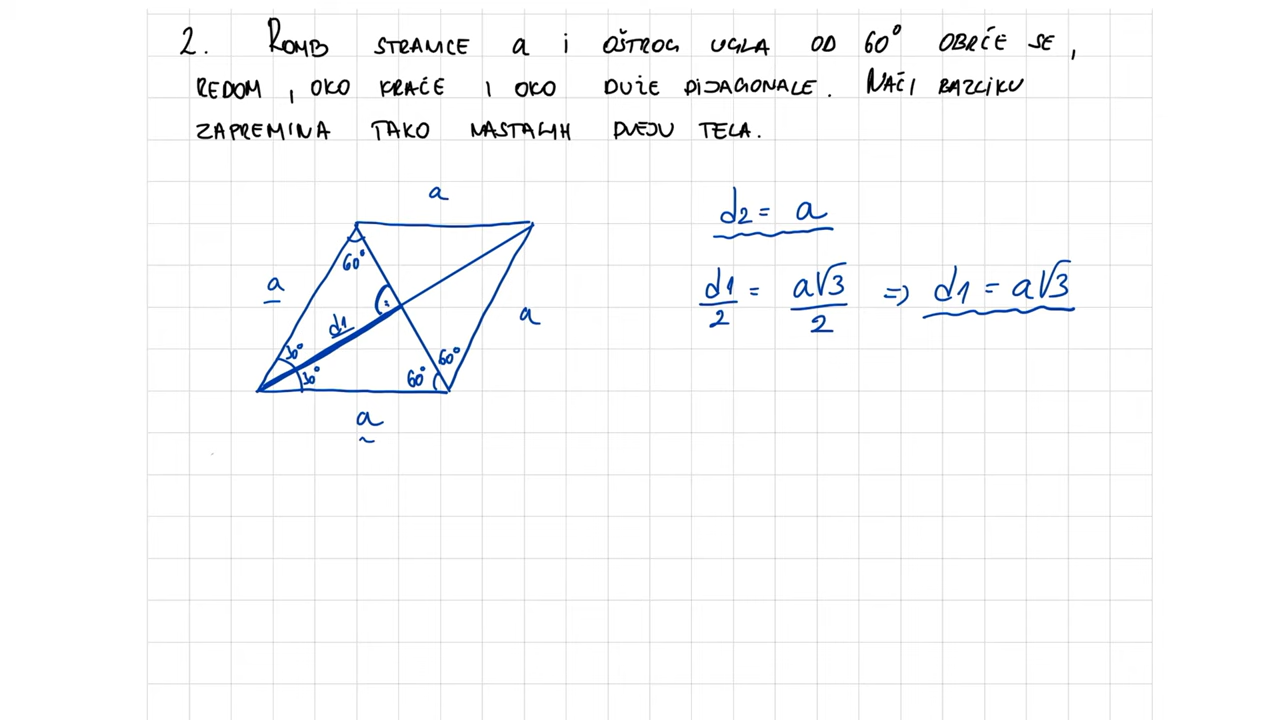 2. ROMB STRANICE a I OŠTROG UGLA OD 60° OBRĆE SE,
REDOM, OKO KRAĆE I OKO DUŽE DIJAGONALE. NAĆI RAZLIKU
ZAPREMINA TAKO NASTALIH DVEJU TELA.
a
d2 = a
60°
a
d1/2 = a√3/2 => d1 = a√3
d1
a
30°
60°
30°
60°
a